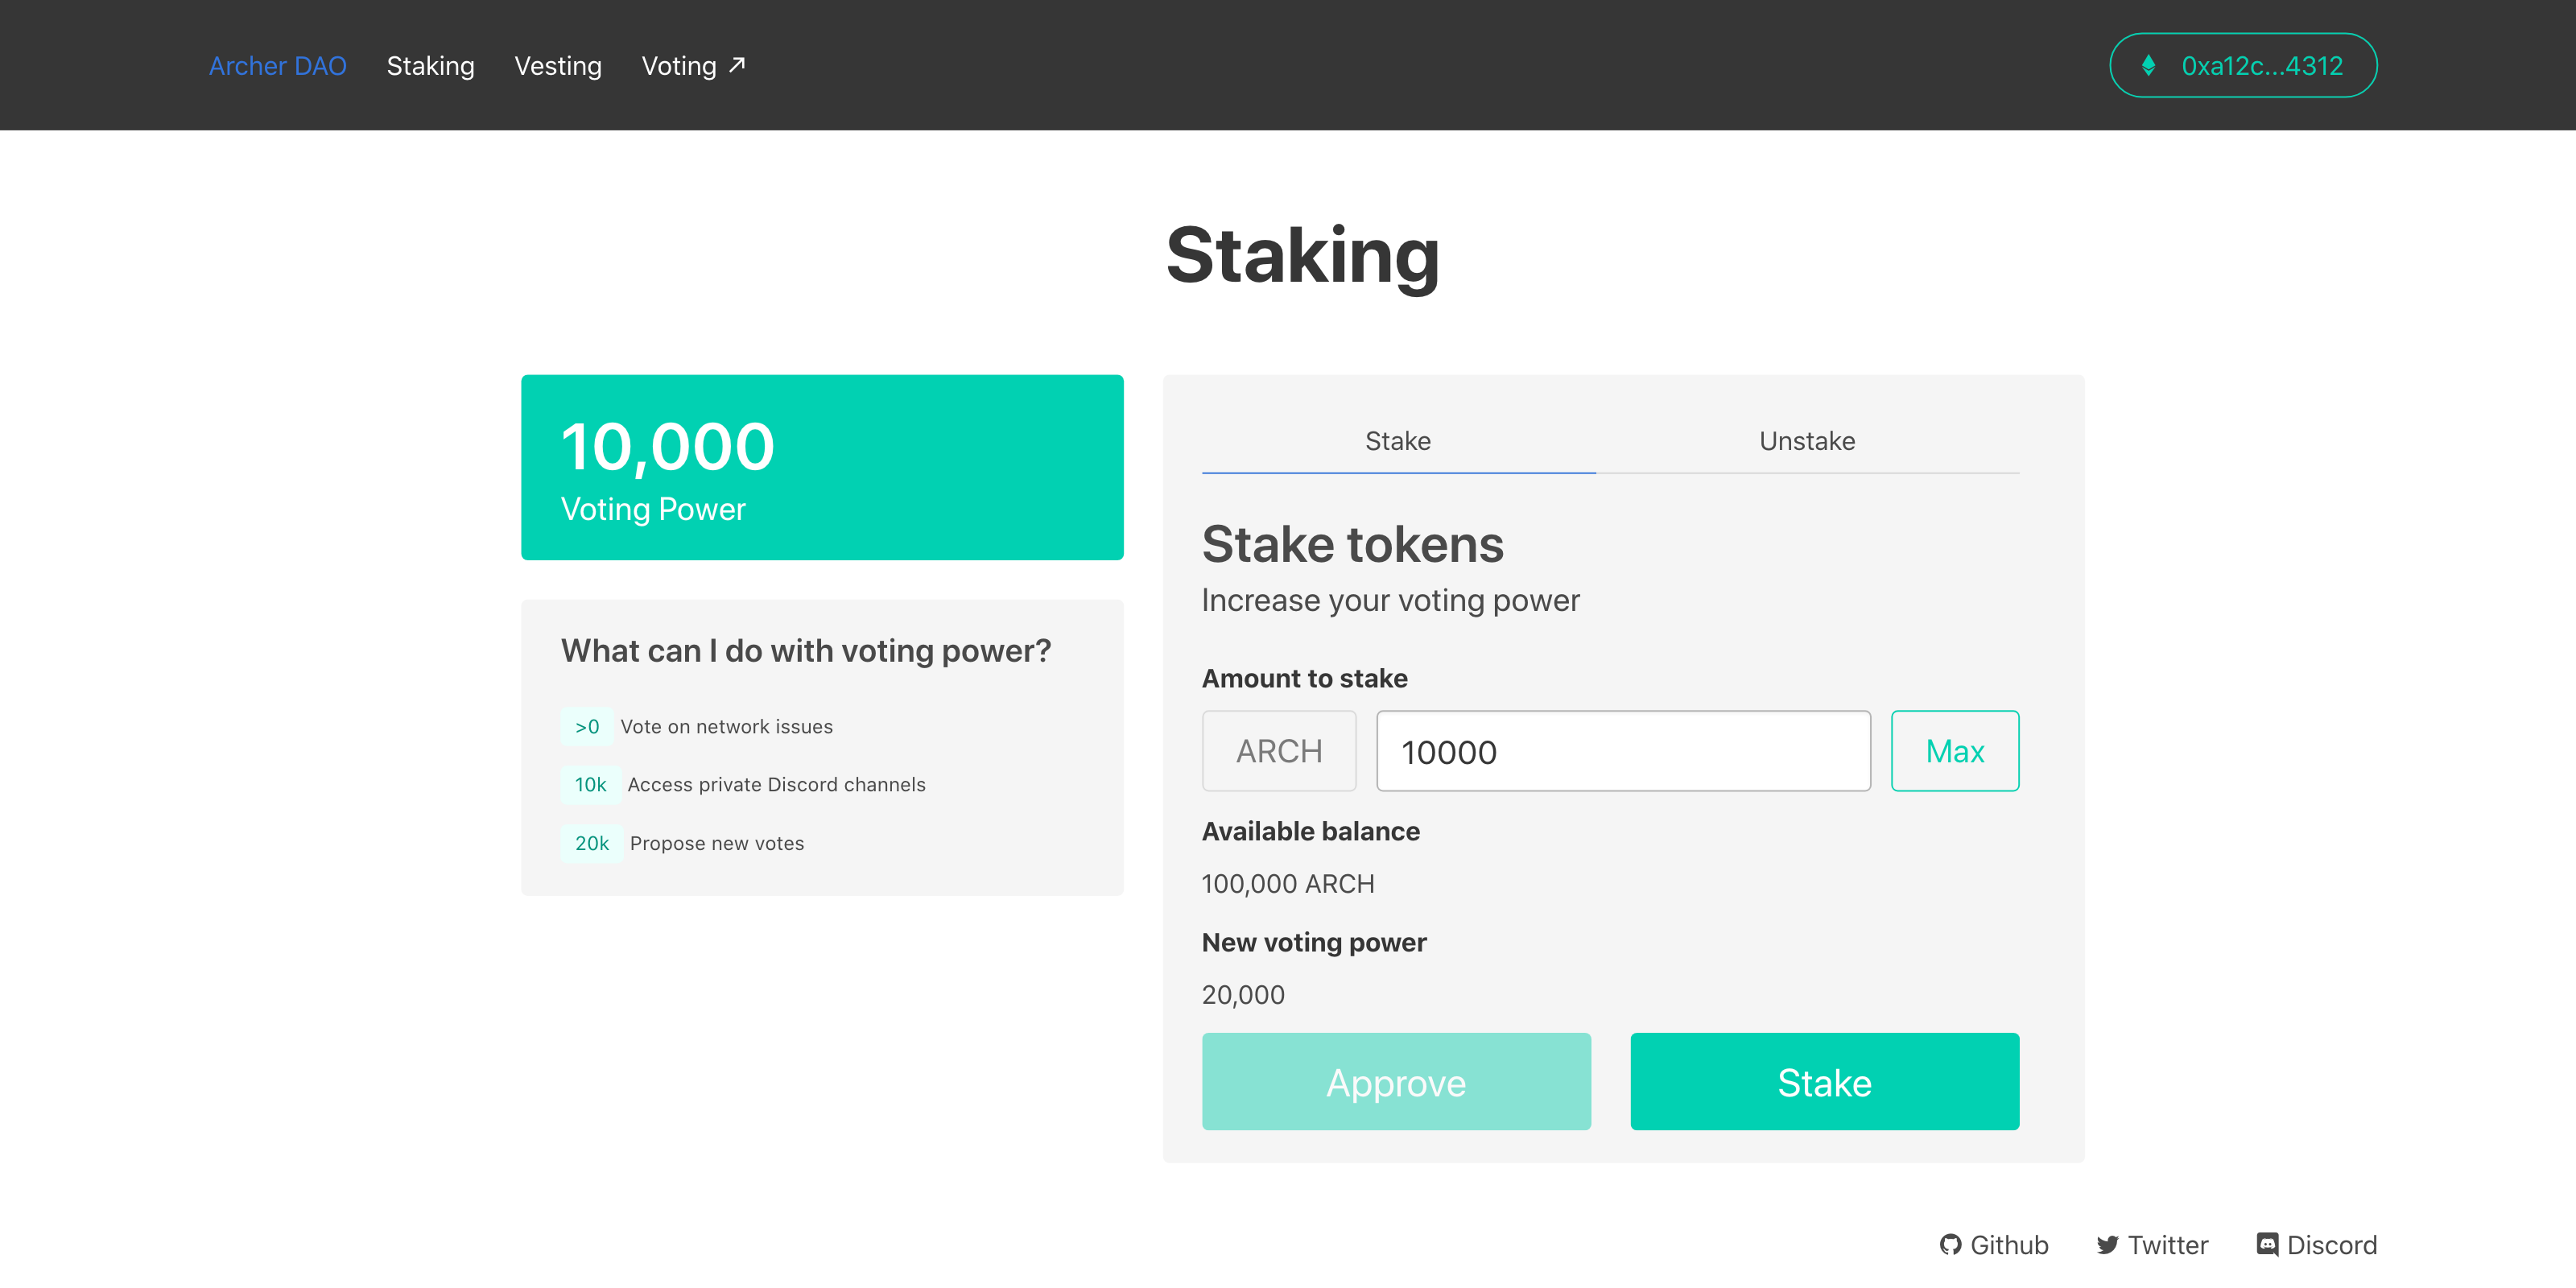 Archer DAO Staking Vesting Voting ↗ 0xa12c...4312
Staking
10,000
Voting Power
What can I do with voting power?
>0 Vote on network issues
10k Access private Discord channels
20k Propose new votes
Stake Unstake
Stake tokens
Increase your voting power
Amount to stake
ARCH 10000 Max
Available balance
100,000 ARCH
New voting power
20,000
Approve Stake
Github Twitter Discord